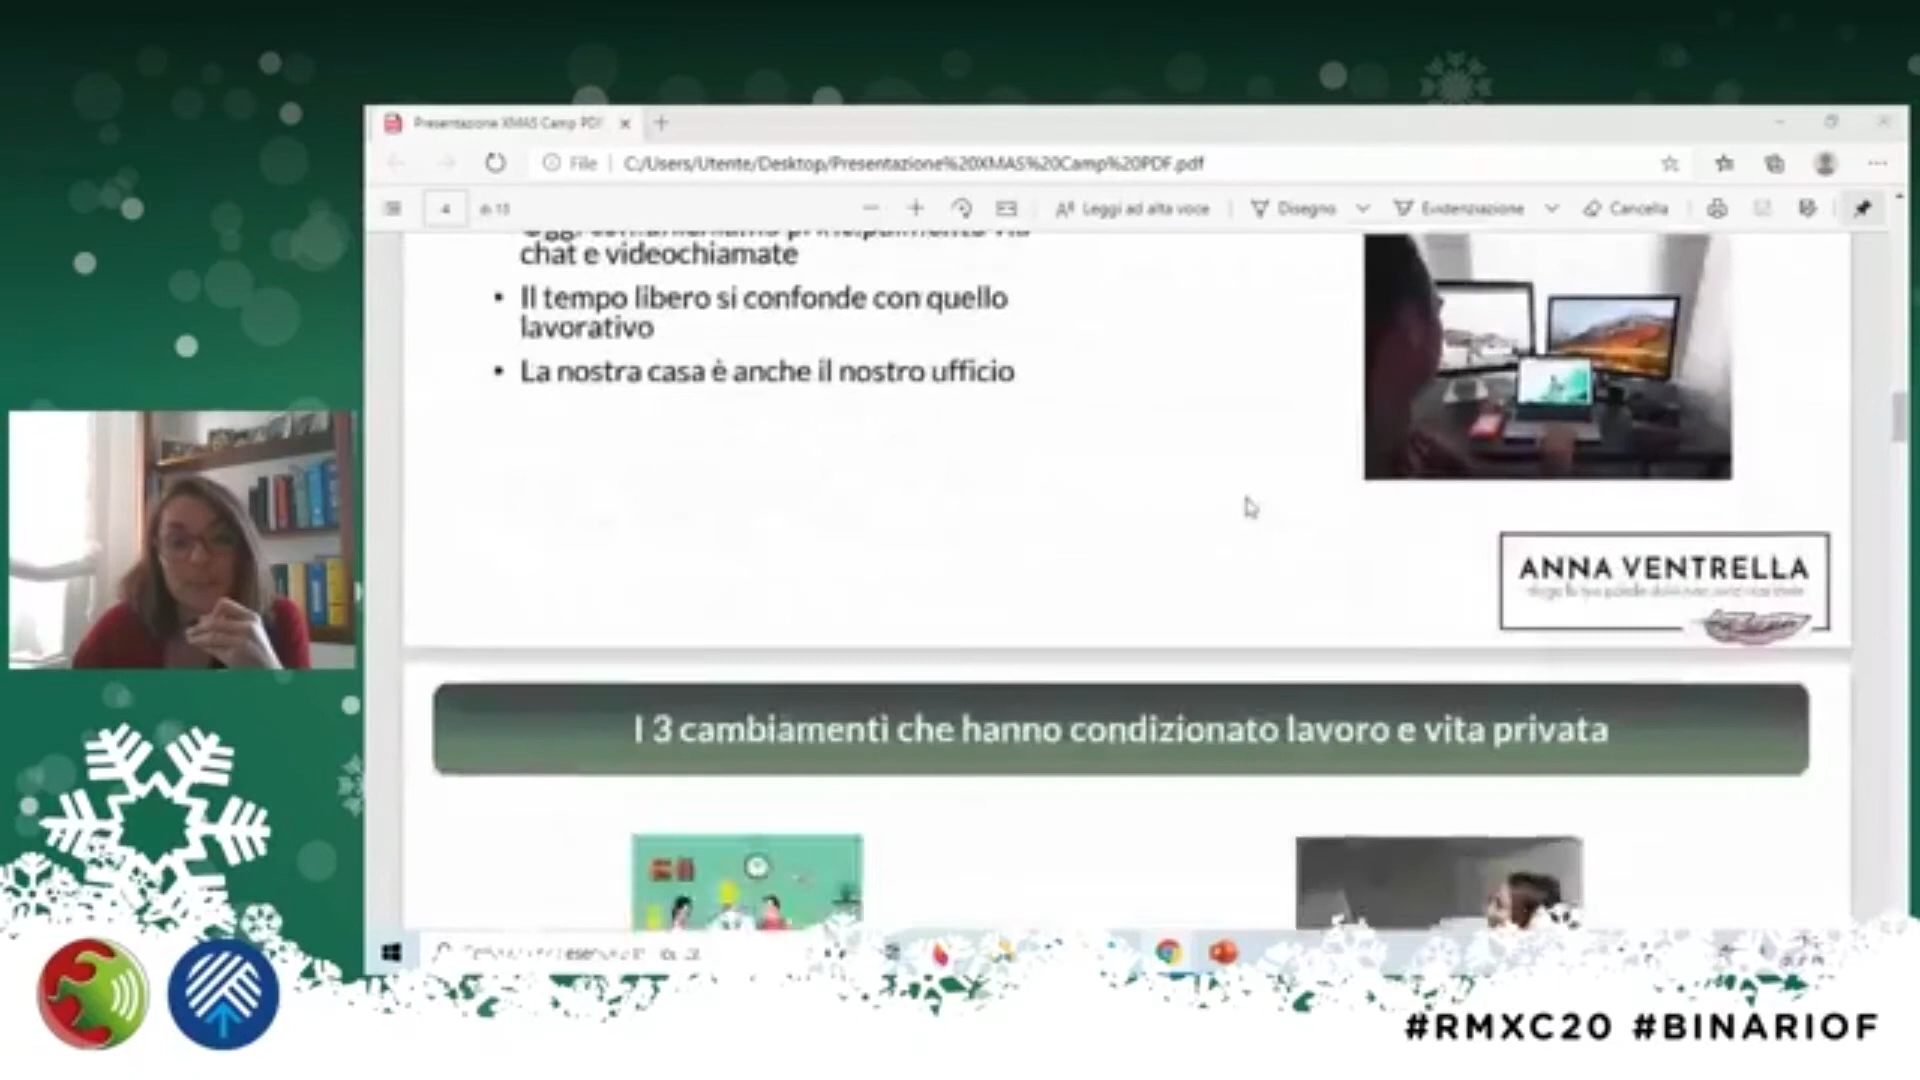 Presentazione XMAS Camp PDF
File
C:/Users/Utente/Desktop/Presentazione%20XMAS%20Camp%20PDF.pdf
4
di 13
Leggi ad alta voce
Disegno
Evidenziazione
Cancella
chat e videochiamate
• Il tempo libero si confonde con quello
lavorativo
• La nostra casa è anche il nostro ufficio
ANNA VENTRELLA
I 3 cambiamenti che hanno condizionato lavoro e vita privata
#RMXC20 #BINARIOF